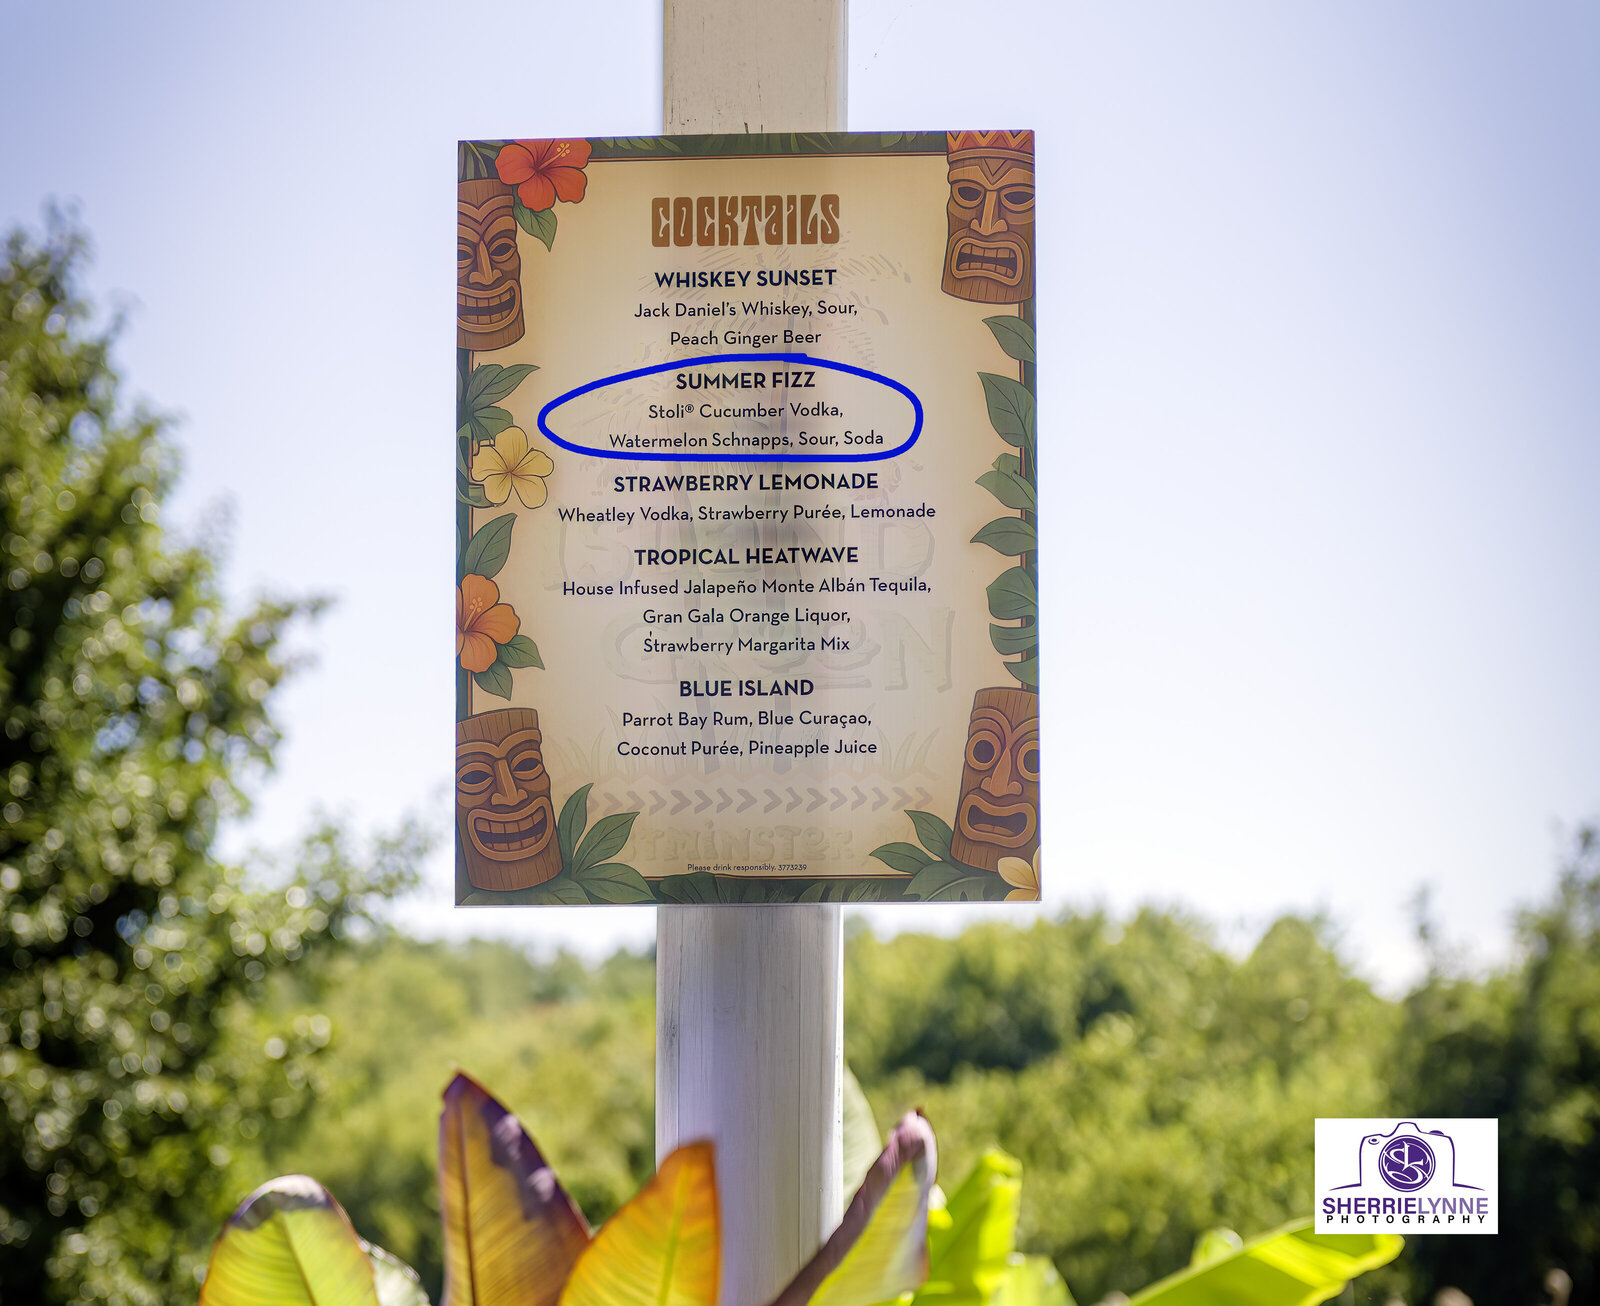 COCKTAILS
WHISKEY SUNSET
Jack Daniel's Whiskey, Sour,
Peach Ginger Beer
SUMMER FIZZ
Stoli® Cucumber Vodka,
Watermelon Schnapps, Sour, Soda
STRAWBERRY LEMONADE
Wheatley Vodka, Strawberry Purée, Lemonade
TROPICAL HEATWAVE
House Infused Jalapeño Monte Albán Tequila,
Gran Gala Orange Liquor,
Strawberry Margarita Mix
BLUE ISLAND
Parrot Bay Rum, Blue Curaçao,
Coconut Purée, Pineapple Juice
Please drink responsibly. 3773239
SHERRIELYNNE
PHOTOGRAPHY